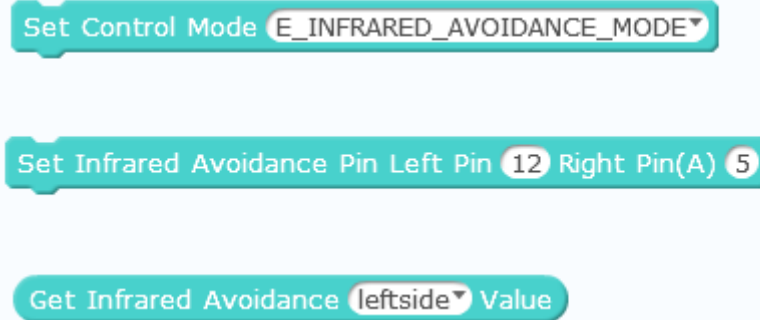 Set Control Mode E_INFRARED_AVOIDANCE_MODE
Set Infrared Avoidance Pin Left Pin 12 Right Pin(A) 5
Get Infrared Avoidance leftside Value